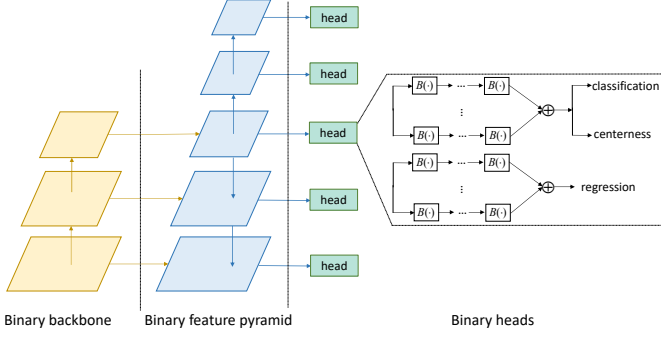 head
head
head
head
head
B(·) ... B(·)
⋮
B(·) ... B(·)
⊕
classification
centerness
B(·) ... B(·)
⋮
B(·) ... B(·)
⊕
regression
Binary backbone
Binary feature pyramid
Binary heads